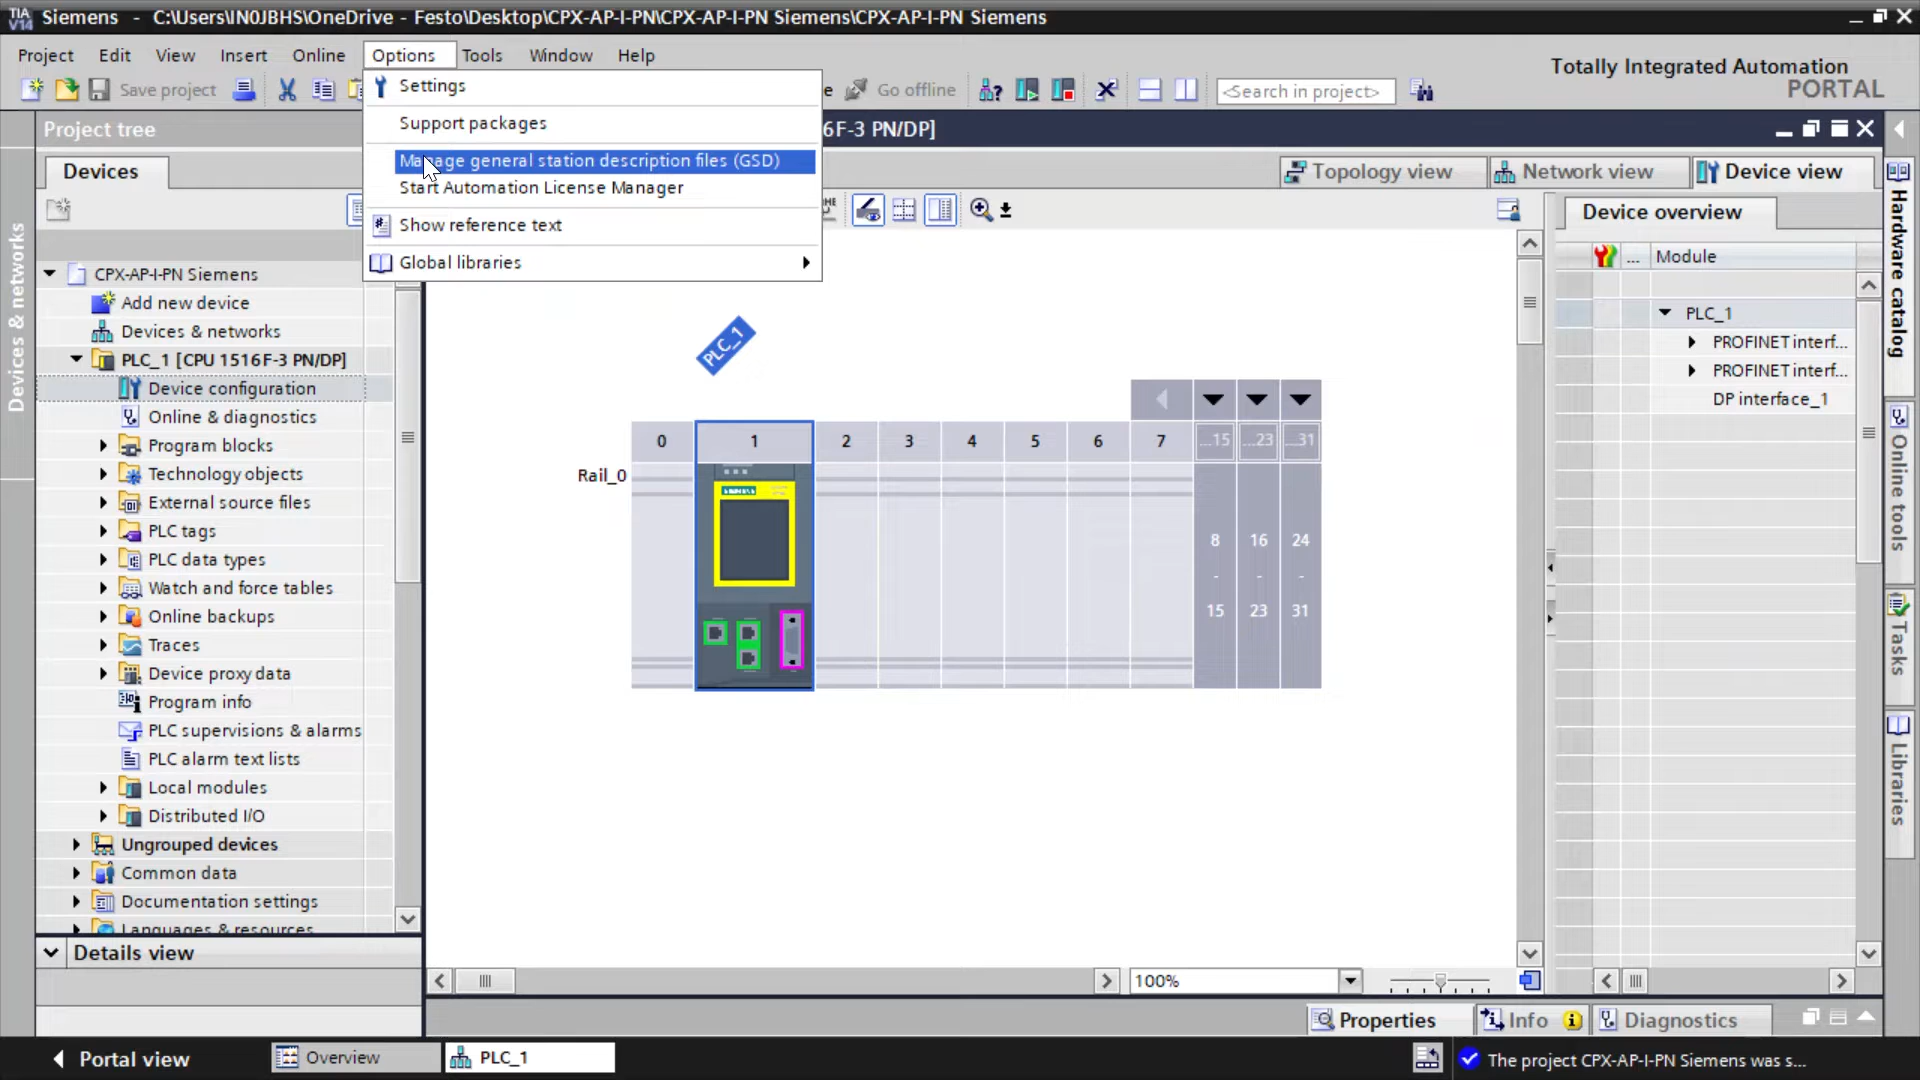 TIA V14 Siemens - C:\Users\IN0JBHS\OneDrive - Festo\Desktop\CPX-AP-I-PN\CPX-AP-I-PN Siemens\CPX-AP-I-PN Siemens
Project Edit View Insert Online Options Tools Window Help
Totally Integrated Automation
PORTAL
Save project
e Go offline <Search in project>
Settings
Support packages
Manage general station description files (GSD)
Start Automation License Manager
Show reference text
Global libraries
Project tree
6F-3 PN/DP]
Devices
Topology view Network view Device view
Device overview
... Module
PLC_1
PROFINET interf...
PROFINET interf...
DP interface_1
Devices & networks
CPX-AP-I-PN Siemens
Add new device
Devices & networks
PLC_1 [CPU 1516F-3 PN/DP]
Device configuration
Online & diagnostics
Program blocks
Technology objects
External source files
PLC tags
PLC data types
Watch and force tables
Online backups
Traces
Device proxy data
Program info
PLC supervisions & alarms
PLC alarm text lists
Local modules
Distributed I/O
Ungrouped devices
Common data
Documentation settings
Languages & resources
Details view
PLC_1
0 1 2 3 4 5 6 7 ...15 ...23 ...31
Rail_0
SIEMENS
8 16 24
- - -
15 23 31
100%
Hardware catalog
Online tools
Tasks
Libraries
Properties Info Diagnostics
Portal view Overview PLC_1
The project CPX-AP-I-PN Siemens was s...